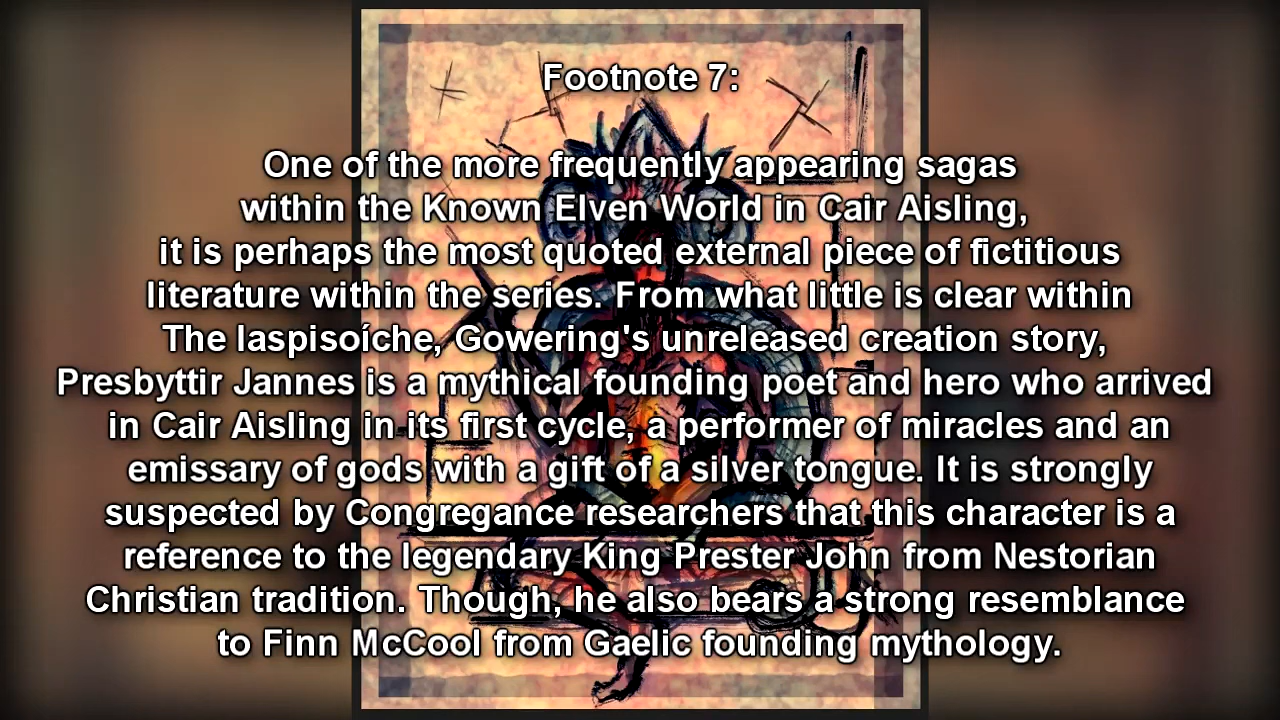 Footnote 7:
One of the more frequently appearing sagas
within the Known Elven World in Cair Aisling,
it is perhaps the most quoted external piece of fictitious
literature within the series. From what little is clear within
The laspisoíche, Gowering's unreleased creation story,
Presbyttir Jannes is a mythical founding poet and hero who arrived
in Cair Aisling in its first cycle, a performer of miracles and an
emissary of gods with a gift of a silver tongue. It is strongly
suspected by Congregance researchers that this character is a
reference to the legendary King Prester John from Nestorian
Christian tradition. Though, he also bears a strong resemblance
to Finn McCool from Gaelic founding mythology.